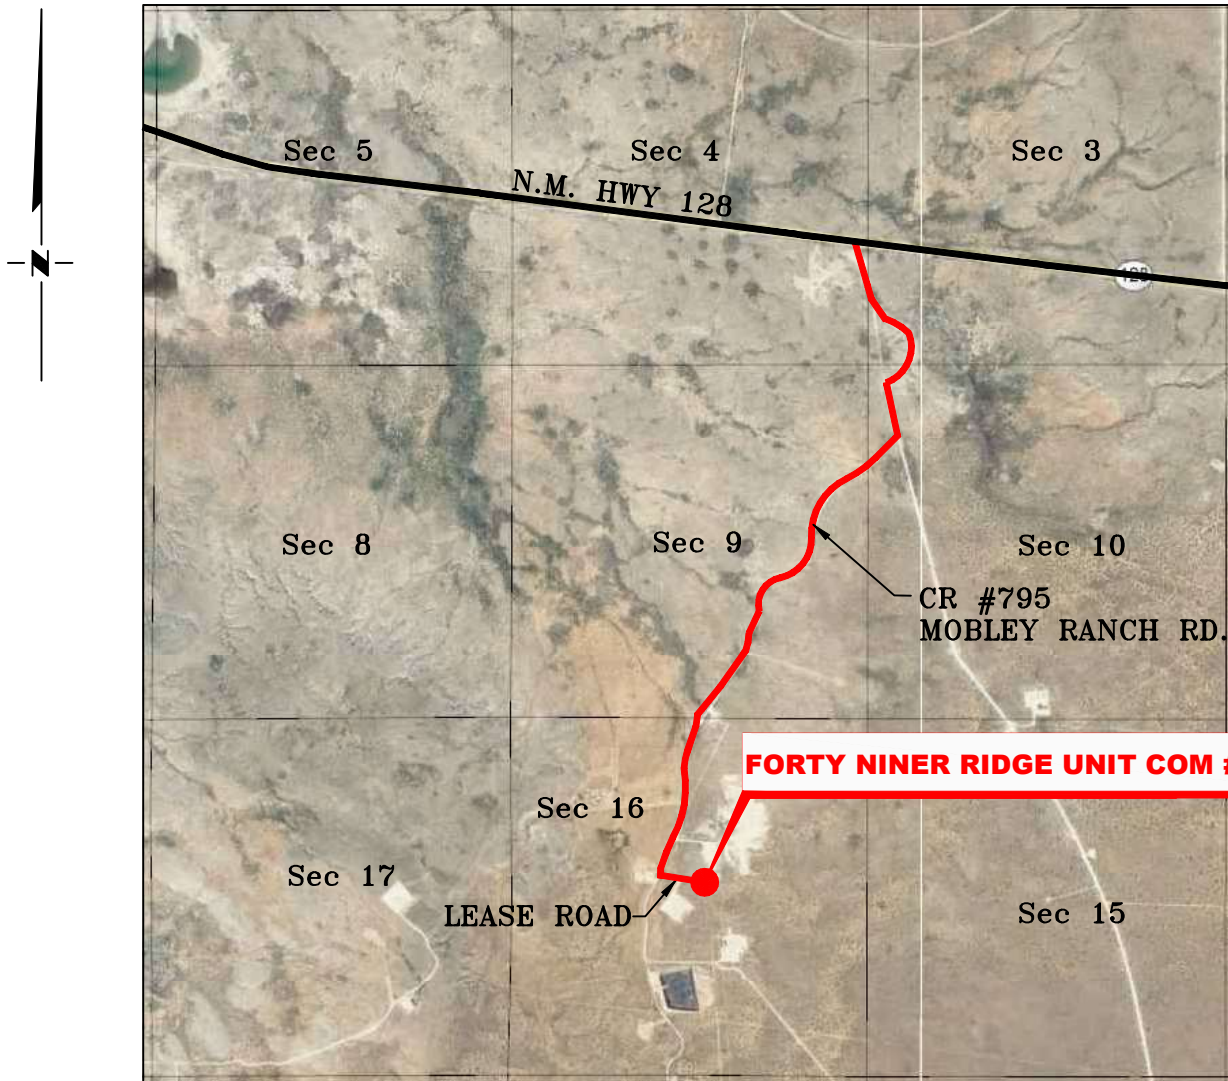 Sec 5
Sec 4
Sec 3
N.M. HWY 128
128
N
Sec 8
Sec 9
Sec 10
CR #795
MOBLEY RANCH RD.
FORTY NINER RIDGE UNIT COM
Sec 16
Sec 17
LEASE ROAD
Sec 15